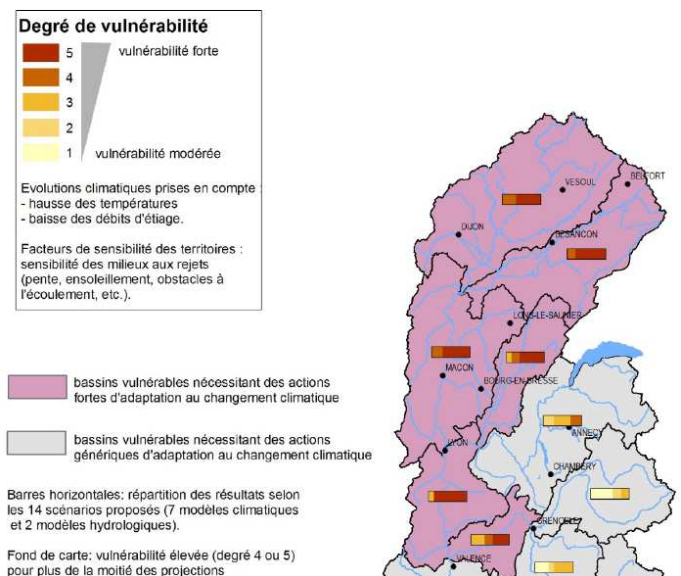 Degré de vulnérabilité
5
vulnérabilité forte
4
3
2
1
vulnérabilité modérée
Evolutions climatiques prises en compte :
- hausse des températures
- baisse des débits d'étiage.
Facteurs de sensibilité des territoires :
sensibilité des milieux aux rejets
(pente, ensoleillement, obstacles à
l'écoulement, etc.).
bassins vulnérables nécessitant des actions
fortes d'adaptation au changement climatique
bassins vulnérables nécessitant des actions
génériques d'adaptation au changement climatique
Barres horizontales: répartition des résultats selon
les 14 scénarios proposés (7 modèles climatiques
et 2 modèles hydrologiques).
Fond de carte: vulnérabilité élevée (degré 4 ou 5)
pour plus de la moitié des projections
BELFORT
VESOUL
DIJON
BESANCON
LONS-LE-SAUNIER
MACON
BOURG-EN-BRESSE
ANNECY
LYON
CHAMBERY
GRENOBLE
VALENCE